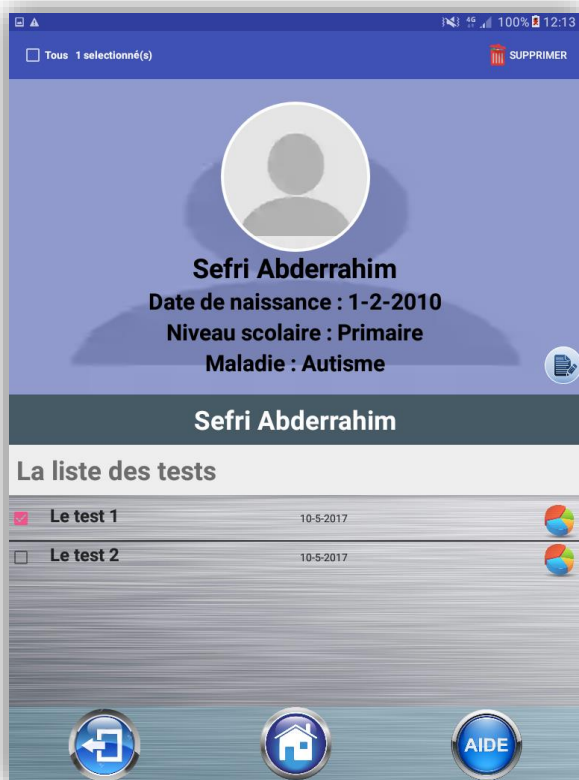 4G 100% 12:13
Tous 1 selectionné(s) SUPPRIMER
Sefri Abderrahim
Date de naissance : 1-2-2010
Niveau scolaire : Primaire
Maladie : Autisme
Sefri Abderrahim
La liste des tests
Le test 1 10-5-2017
Le test 2 10-5-2017
AIDE